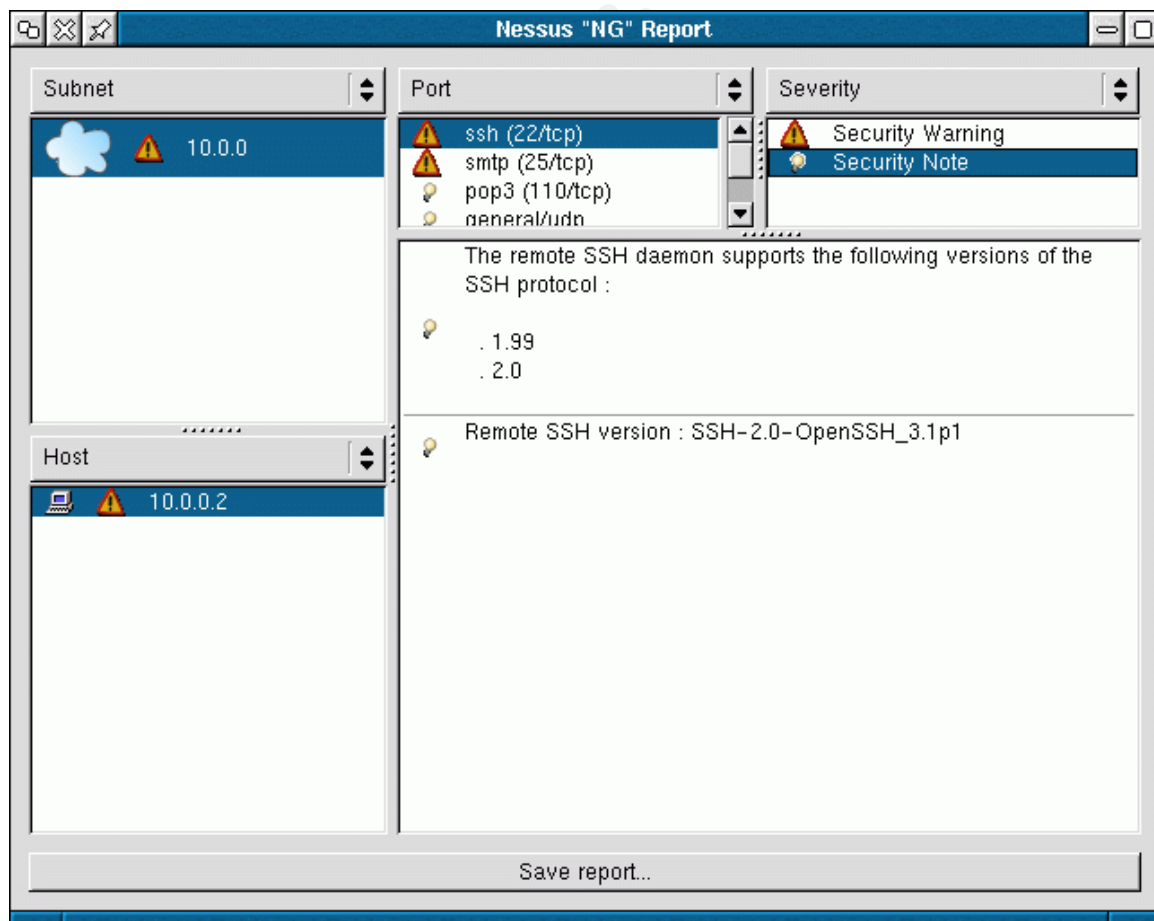 Nessus "NG" Report
Subnet
10.0.0
Port
ssh (22/tcp)
smtp (25/tcp)
pop3 (110/tcp)
general/udp
Severity
Security Warning
Security Note
The remote SSH daemon supports the following versions of the
SSH protocol :
. 1.99
. 2.0
Remote SSH version : SSH-2.0-OpenSSH_3.1p1
Host
10.0.0.2
Save report...